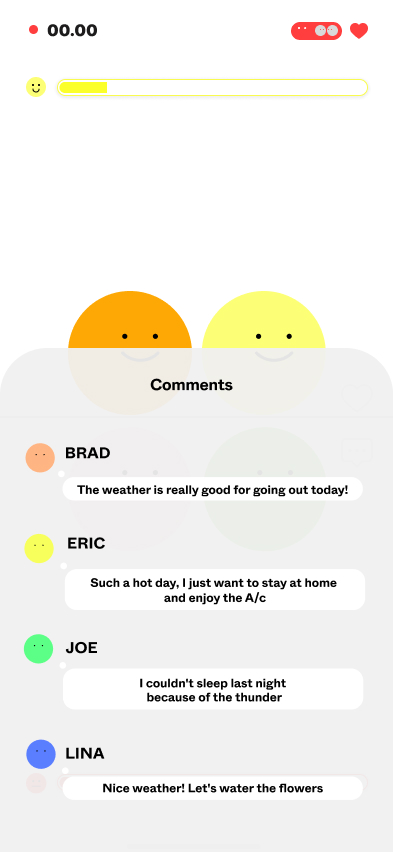 00.00
Comments
BRAD
The weather is really good for going out today!
ERIC
Such a hot day, I just want to stay at home
and enjoy the A/c
JOE
I couldn't sleep last night
because of the thunder
LINA
Nice weather! Let's water the flowers